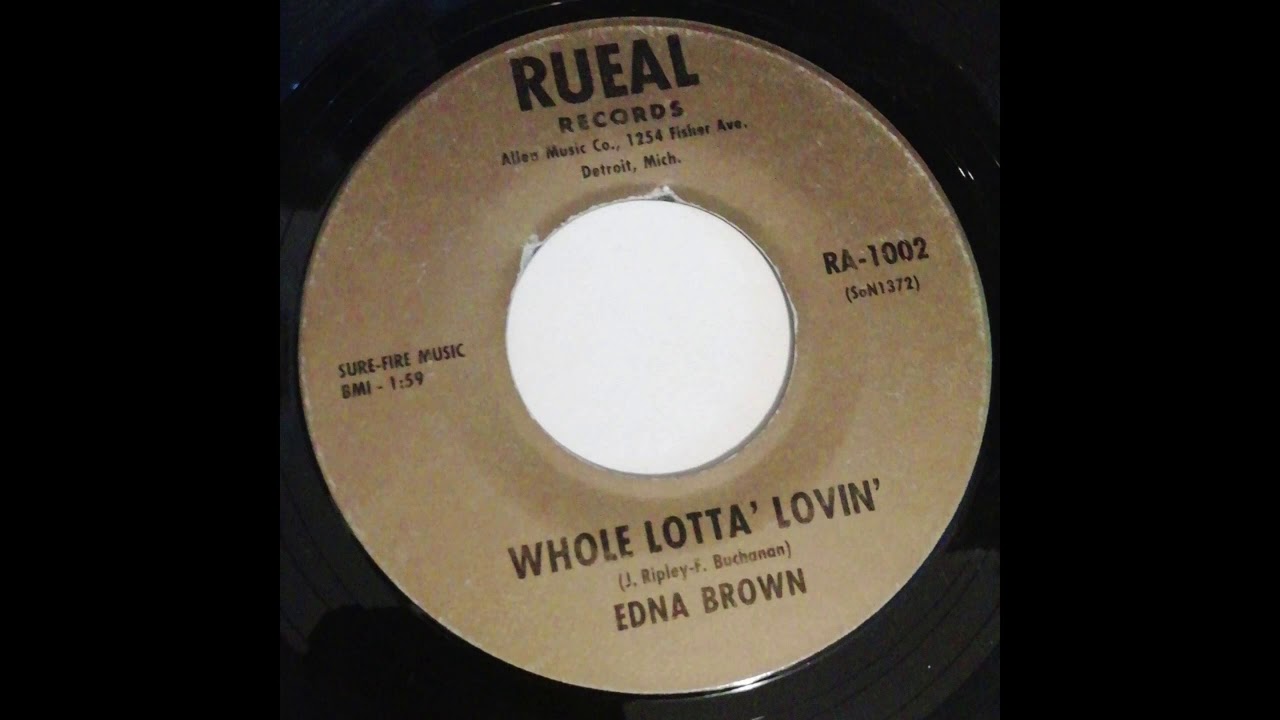 RUEAL
RECORDS
Allen Music Co., 1254 Fisher Ave.
Detroit, Mich.
RA-1002
(SoN1372)
SURE-FIRE MUSIC
BMI - 1:59
WHOLE LOTTA' LOVIN'
(J. Ripley-F. Buchanan)
EDNA BROWN